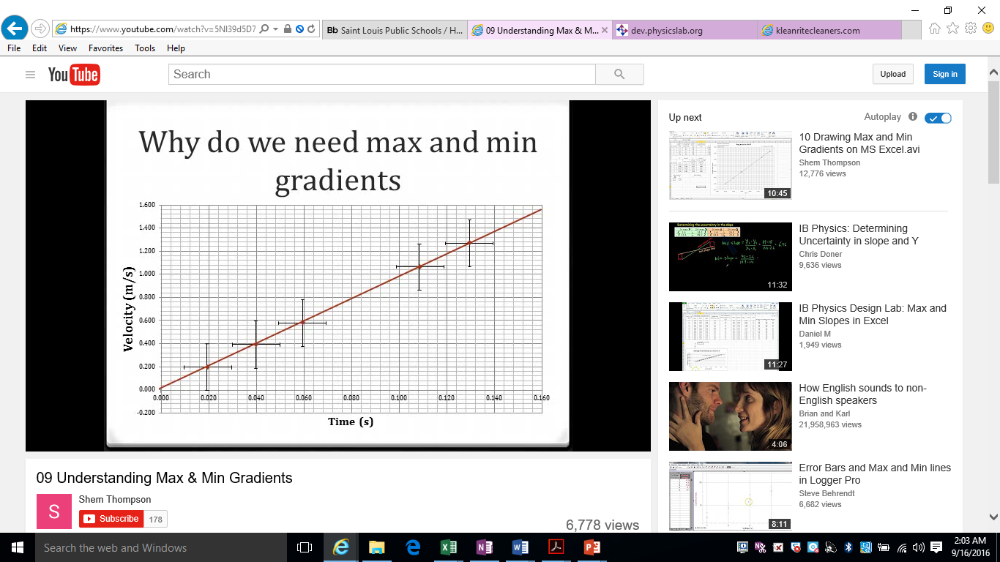 https://www.youtube.com/watch?v=5NI39d5D7
Bb Saint Louis Public Schools / H...
09 Understanding Max & M...
dev.physicslab.org
kleanritecleaners.com
File Edit View Favorites Tools Help
YouTube
Search
Upload
Sign in
Why do we need max and min
gradients
1.600
1.400
1.200
1.000
0.800
0.600
0.400
0.200
0.000
-0.200
Velocity (m/s)
0.000 0.020 0.040 0.060 0.080 0.100 0.120 0.140 0.160
Time (s)
09 Understanding Max & Min Gradients
S
Shem Thompson
Subscribe 178
6,778 views
Up next
Autoplay
10 Drawing Max and Min
Gradients on MS Excel.avi
Shem Thompson
12,776 views
10:45
IB Physics: Determining
Uncertainty in slope and Y
Chris Doner
9,636 views
Determining the uncertainty in the slope
11:32
IB Physics Design Lab: Max and
Min Slopes in Excel
Daniel M
1,949 views
11:27
How English sounds to non-
English speakers
Brian and Karl
21,958,963 views
4:06
Error Bars and Max and Min lines
in Logger Pro
Steve Behrendt
6,682 views
8:11
Search the web and Windows
2:03 AM
9/16/2016